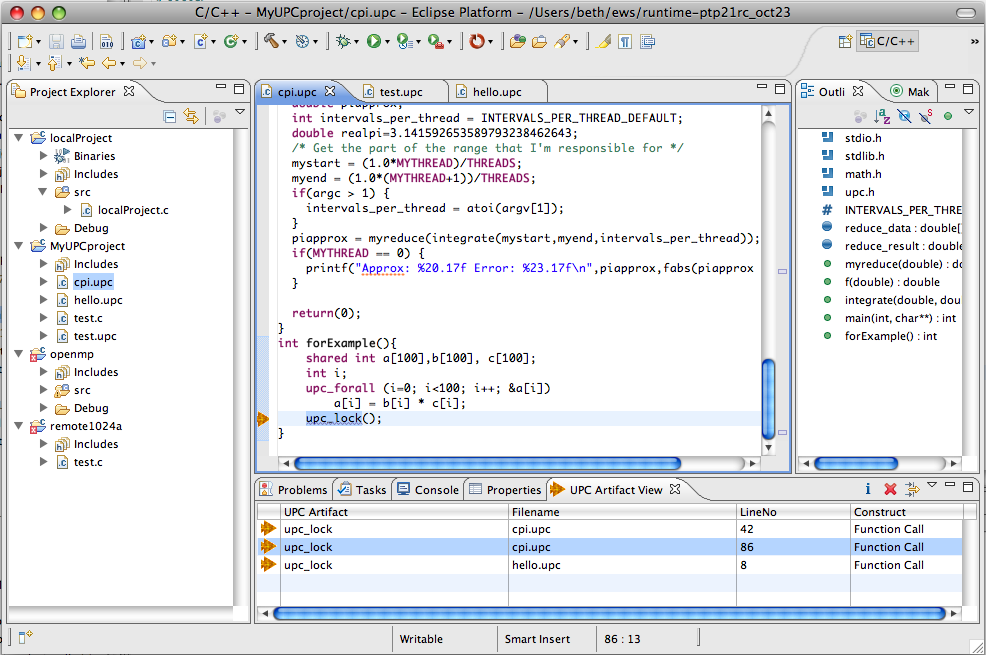 C/C++ - MyUPCproject/cpi.upc - Eclipse Platform - /Users/beth/ews/runtime-ptp21rc_oct23
C/C++
Project Explorer
localProject
Binaries
Includes
src
localProject.c
Debug
MyUPCproject
Includes
cpi.upc
hello.upc
test.c
test.upc
openmp
Includes
src
Debug
remote1024a
Includes
test.c
cpi.upc test.upc hello.upc
double piapprox;
int intervals_per_thread = INTERVALS_PER_THREAD_DEFAULT;
double realpi=3.141592653589793238462643;
/* Get the part of the range that I'm responsible for */
mystart = (1.0*MYTHREAD)/THREADS;
myend = (1.0*(MYTHREAD+1))/THREADS;
if(argc > 1) {
intervals_per_thread = atoi(argv[1]);
}
piapprox = myreduce(integrate(mystart,myend,intervals_per_thread));
if(MYTHREAD == 0) {
printf("Approx: %20.17f Error: %23.17f\n",piapprox,fabs(piapprox
}
return(0);
}
int forExample(){
shared int a[100],b[100], c[100];
int i;
upc_forall (i=0; i<100; i++; &a[i])
a[i] = b[i] * c[i];
upc_lock();
}
Outli Mak
stdio.h
stdlib.h
math.h
upc.h
INTERVALS_PER_THRE
reduce_data : double[
reduce_result : double
myreduce(double) : do
f(double) : double
integrate(double, dou
main(int, char**) : int
forExample() : int
Problems Tasks Console Properties UPC Artifact View
UPC Artifact Filename LineNo Construct
upc_lock cpi.upc 42 Function Call
upc_lock cpi.upc 86 Function Call
upc_lock hello.upc 8 Function Call
Writable Smart Insert 86 : 13